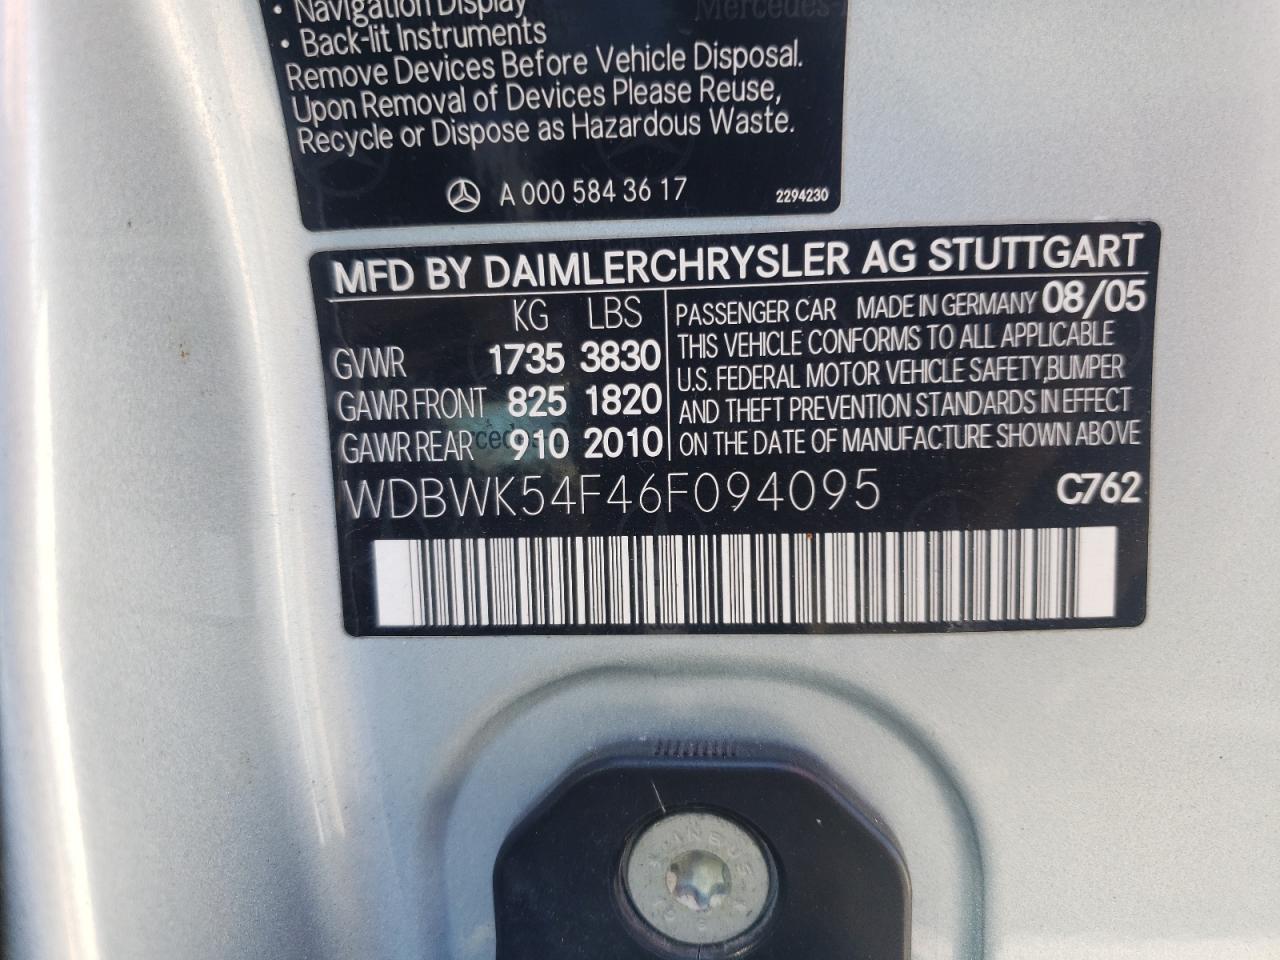 • Navigation Display
• Back-lit Instruments
Remove Devices Before Vehicle Disposal.
Upon Removal of Devices Please Reuse,
Recycle or Dispose as Hazardous Waste.
A 000 584 36 17
2294230
MFD BY DAIMLERCHRYSLER AG STUTTGART
KG LBS
GVWR 1735 3830
GAWR FRONT 825 1820
GAWR REAR 910 2010
PASSENGER CAR MADE IN GERMANY 08/05
THIS VEHICLE CONFORMS TO ALL APPLICABLE
U.S. FEDERAL MOTOR VEHICLE SAFETY,BUMPER
AND THEFT PREVENTION STANDARDS IN EFFECT
ON THE DATE OF MANUFACTURE SHOWN ABOVE
WDBWK54F46F094095
C762